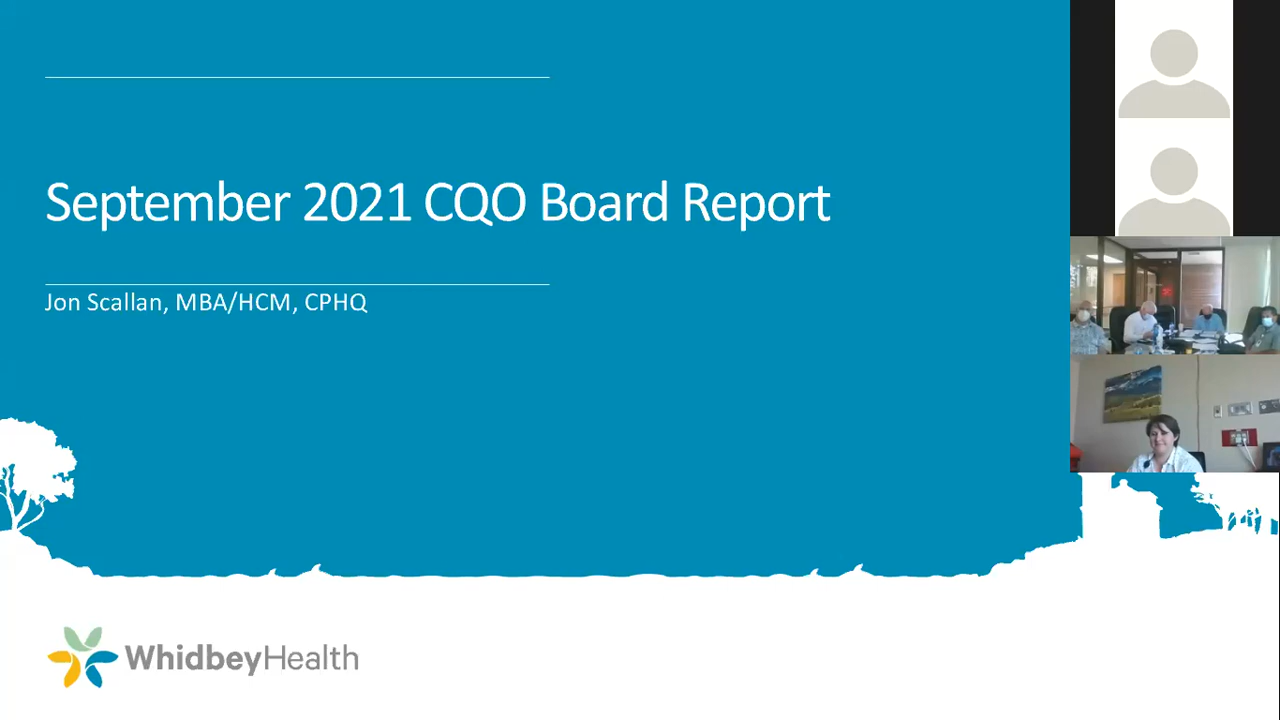 September 2021 CQO Board Report
Jon Scallan, MBA/HCM, CPHQ
WhidbeyHealth